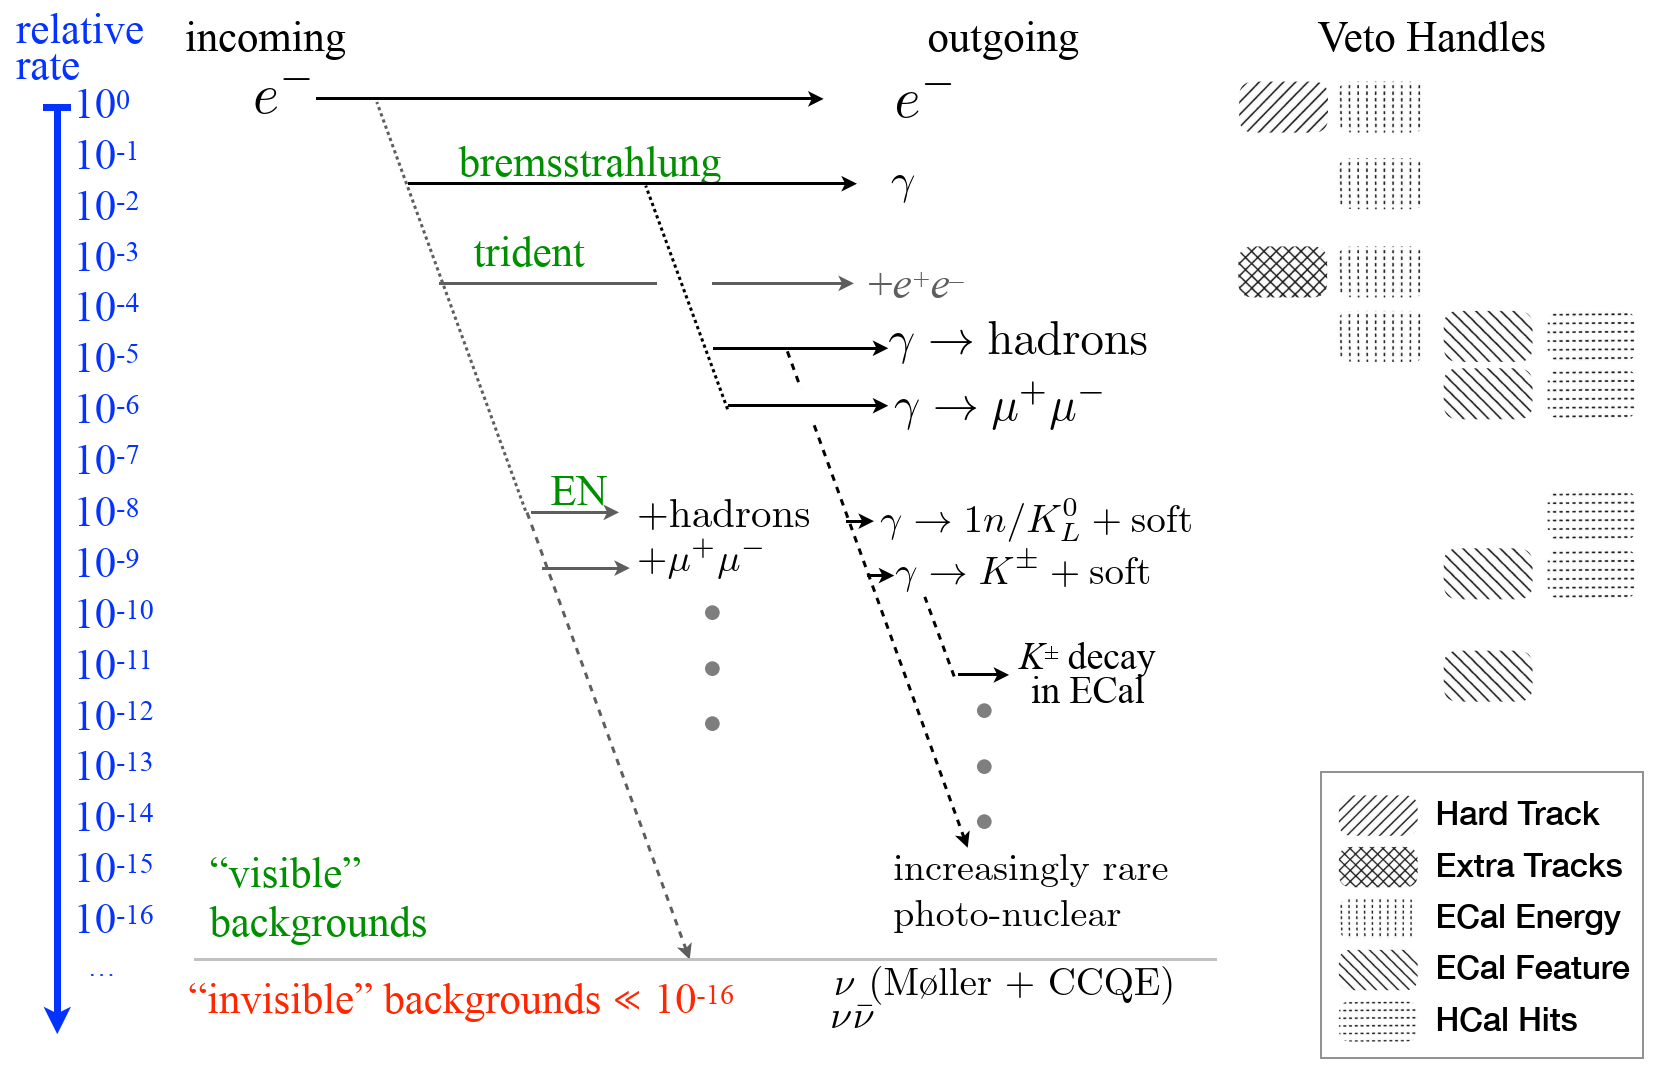 relative
rate
incoming
outgoing
Veto Handles
10⁰
10⁻¹
10⁻²
10⁻³
10⁻⁴
10⁻⁵
10⁻⁶
10⁻⁷
10⁻⁸
10⁻⁹
10⁻¹⁰
10⁻¹¹
10⁻¹²
10⁻¹³
10⁻¹⁴
10⁻¹⁵
10⁻¹⁶
...
e⁻
e⁻
bremsstrahlung
γ
trident
+e⁺e⁻
γ → hadrons
γ → μ⁺μ⁻
EN
+hadrons
+μ⁺μ⁻
γ → 1n/K⁰_L + soft
γ → K± + soft
K± decay
in ECal
increasingly rare
photo-nuclear
“visible”
backgrounds
“invisible” backgrounds ≪ 10⁻¹⁶
ν (Møller + CCQE)
νν̄
Hard Track
Extra Tracks
ECal Energy
ECal Feature
HCal Hits